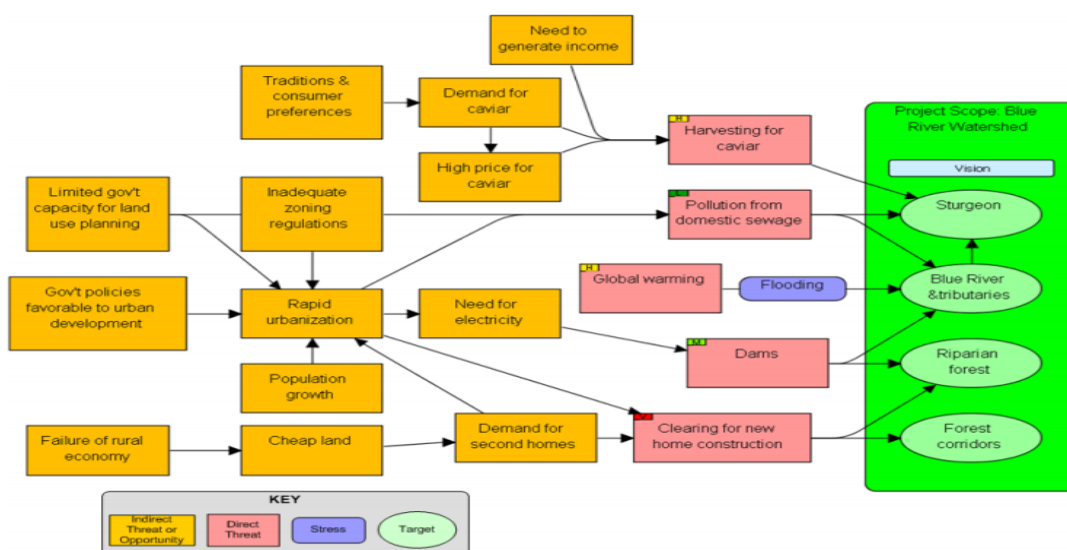 Need to
generate income
Traditions &
consumer
preferences
Demand for
caviar
High price for
caviar
H
Harvesting for
caviar
Project Scope: Blue
River Watershed
Vision
Limited gov't
capacity for land
use planning
Inadequate
zoning
regulations
L
Pollution from
domestic sewage
Sturgeon
Gov't policies
favorable to urban
development
Rapid
urbanization
Need for
electricity
H
Global warming
Flooding
Blue River
&tributaries
M
Dams
Riparian
forest
Population
growth
Failure of rural
economy
Cheap land
Demand for
second homes
Clearing for new
home construction
Forest
corridors
KEY
Indirect
Threat or
Opportunity
Direct
Threat
Stress
Target